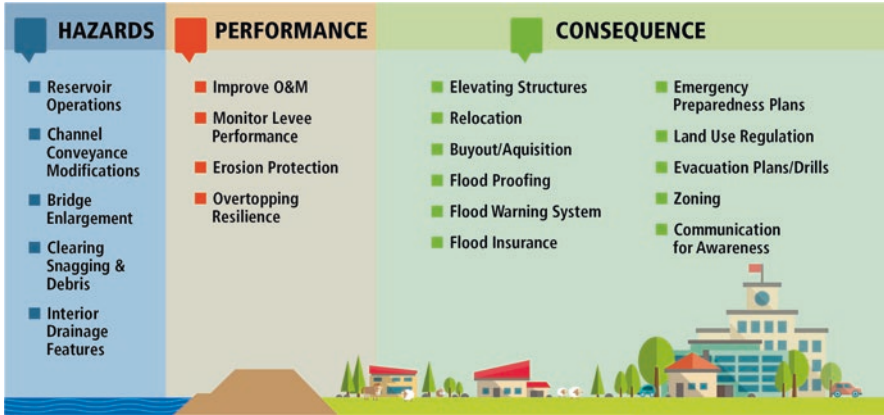 HAZARDS
Reservoir
Operations
Channel
Conveyance
Modifications
Bridge
Enlargement
Clearing
Snagging &
Debris
Interior
Drainage
Features
PERFORMANCE
Improve O&M
Monitor Levee
Performance
Erosion Protection
Overtopping
Resilience
CONSEQUENCE
Elevating Structures
Relocation
Buyout/Aquisition
Flood Proofing
Flood Warning System
Flood Insurance
Emergency
Preparedness Plans
Land Use Regulation
Evacuation Plans/Drills
Zoning
Communication
for Awareness